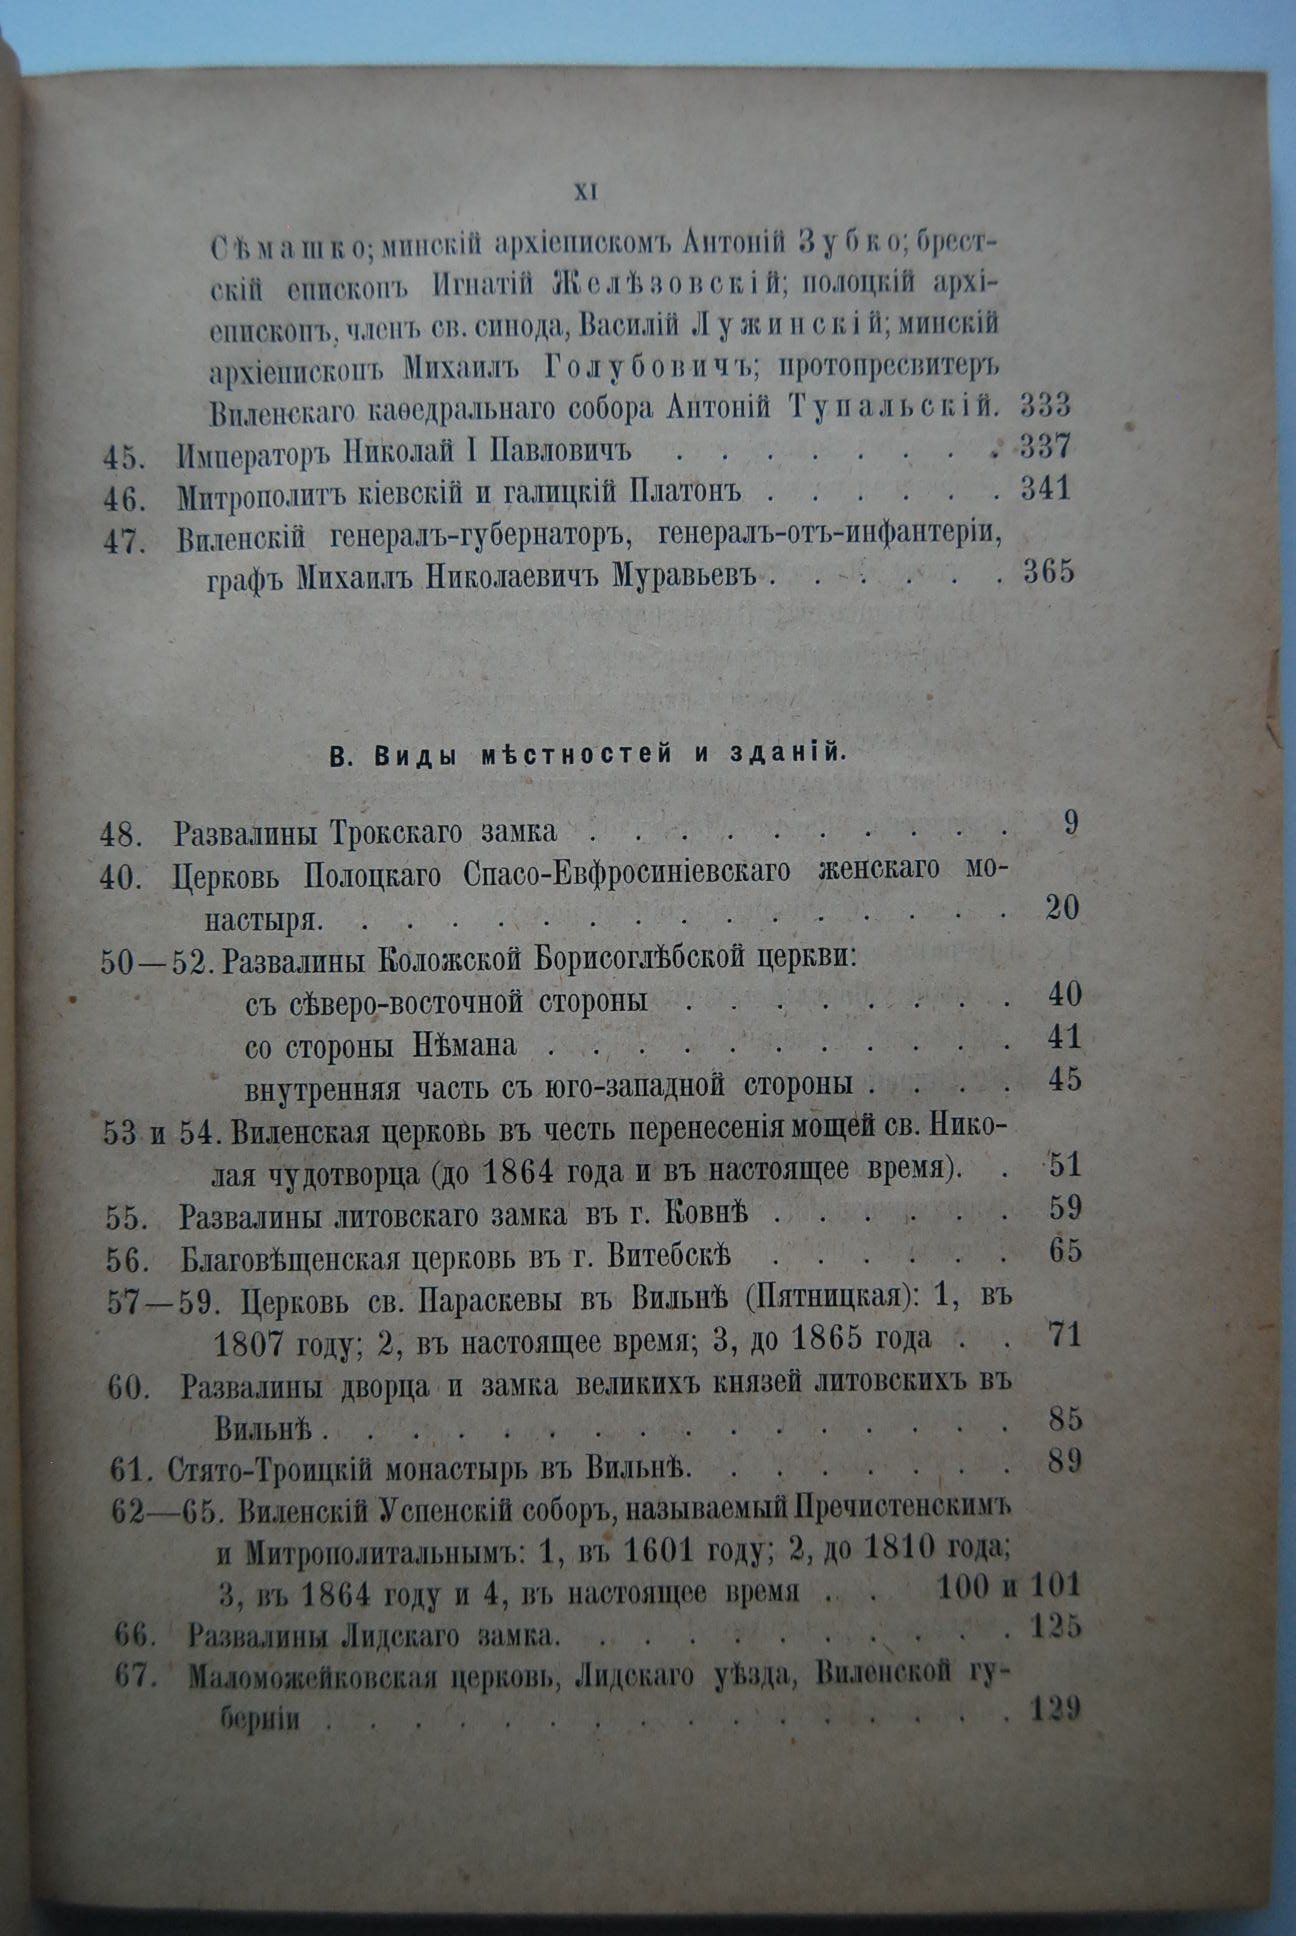 XI
Сѣмашко; минскій архіепископъ Антоній Зубко; брест-
скій епископъ Игнатій Желѣзовскій; полоцкій архі-
епископъ, членъ св. синода, Василій Лужинскій; минскій
архіепископъ Михаилъ Голубовичъ; протопресвитеръ
Виленскаго каѳедральнаго собора Антоній Тупальскій. 333
45. Императоръ Николай I Павловичъ . . . . . . . . 337
46. Митрополитъ кіевскій и галицкій Платонъ . . . . . . 341
47. Виленскій генералъ-губернаторъ, генералъ-отъ-инфантеріи,
графъ Михаилъ Николаевичъ Муравьевъ . . . . . . 365
В. Виды мѣстностей и зданій.
48. Развалины Трокскаго замка . . . . . . . . . . 9
40. Церковь Полоцкаго Спасо-Евфросиніевскаго женскаго мо-
настыря. . . . . . . . . . . . . . . . 20
50—52. Развалины Коложской Борисоглѣбской церкви:
съ сѣверо-восточной стороны . . . . . . . . 40
со стороны Нѣмана . . . . . . . . . . . 41
внутренняя часть съ юго-западной стороны . . . . 45
53 и 54. Виленская церковь въ честь перенесенія мощей св. Нико-
лая чудотворца (до 1864 года и въ настоящее время). . 51
55. Развалины литовскаго замка въ г. Ковнѣ . . . . . . 59
56. Благовѣщенская церковь въ г. Витебскѣ . . . . . . 65
57—59. Церковь св. Параскевы въ Вильнѣ (Пятницкая): 1, въ
1807 году; 2, въ настоящее время; 3, до 1865 года . . 71
60. Развалины дворца и замка великихъ князей литовскихъ въ
Вильнѣ . . . . . . . . . . . . . . . . 85
61. Стято-Троицкій монастырь въ Вильнѣ. . . . . . . . 89
62—65. Виленскій Успенскій соборъ, называемый Пречистенскимъ
и Митрополитальнымъ: 1, въ 1601 году; 2, до 1810 года;
3, въ 1864 году и 4, въ настоящее время . . 100 и 101
66. Развалины Лидскаго замка. . . . . . . . . . . 125
67. Маломожейковская церковь, Лидскаго уѣзда, Виленской гу-
берніи . . . . . . . . . . . . . . . . 129